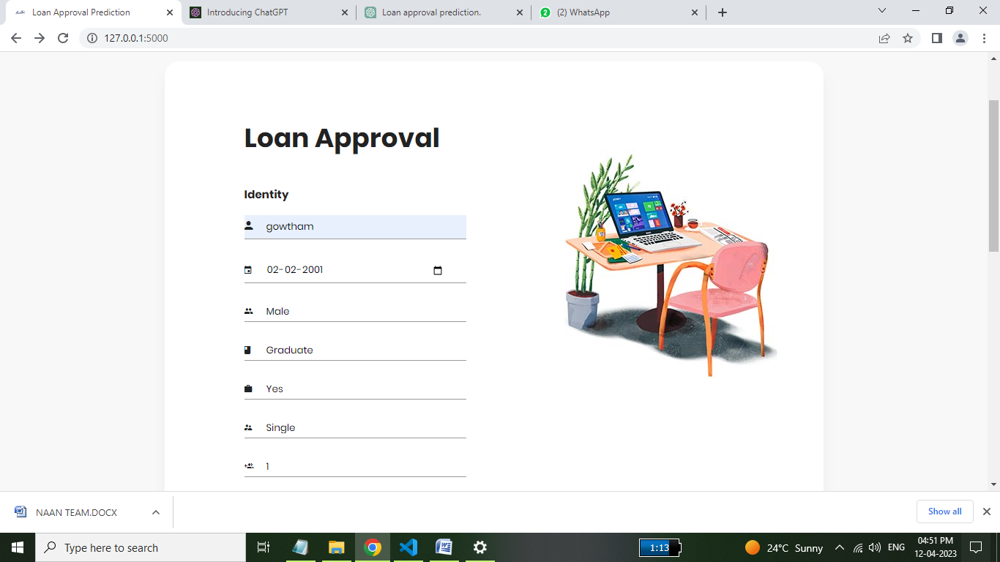 Loan Approval Prediction
Introducing ChatGPT
Loan approval prediction.
(2) WhatsApp
127.0.0.1:5000
Loan Approval
Identity
gowtham
02-02-2001
Male
Graduate
Yes
Single
1
NAAN TEAM.DOCX
Show all
Type here to search
1:13
24°C Sunny
ENG
04:51 PM
12-04-2023